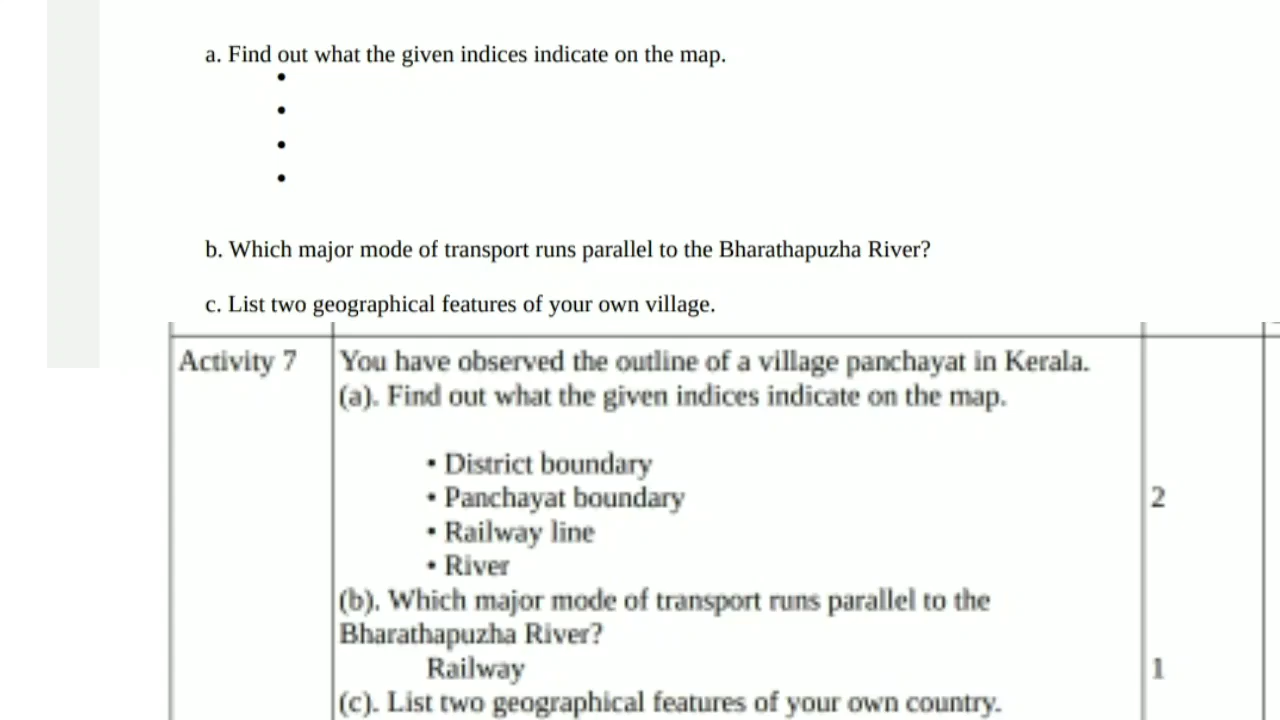 a. Find out what the given indices indicate on the map.
•
•
•
•
b. Which major mode of transport runs parallel to the Bharathapuzha River?
c. List two geographical features of your own village.
Activity 7
You have observed the outline of a village panchayat in Kerala.
(a). Find out what the given indices indicate on the map.
• District boundary
• Panchayat boundary
2
• Railway line
• River
(b). Which major mode of transport runs parallel to the
Bharathapuzha River?
Railway
1
(c). List two geographical features of your own country.